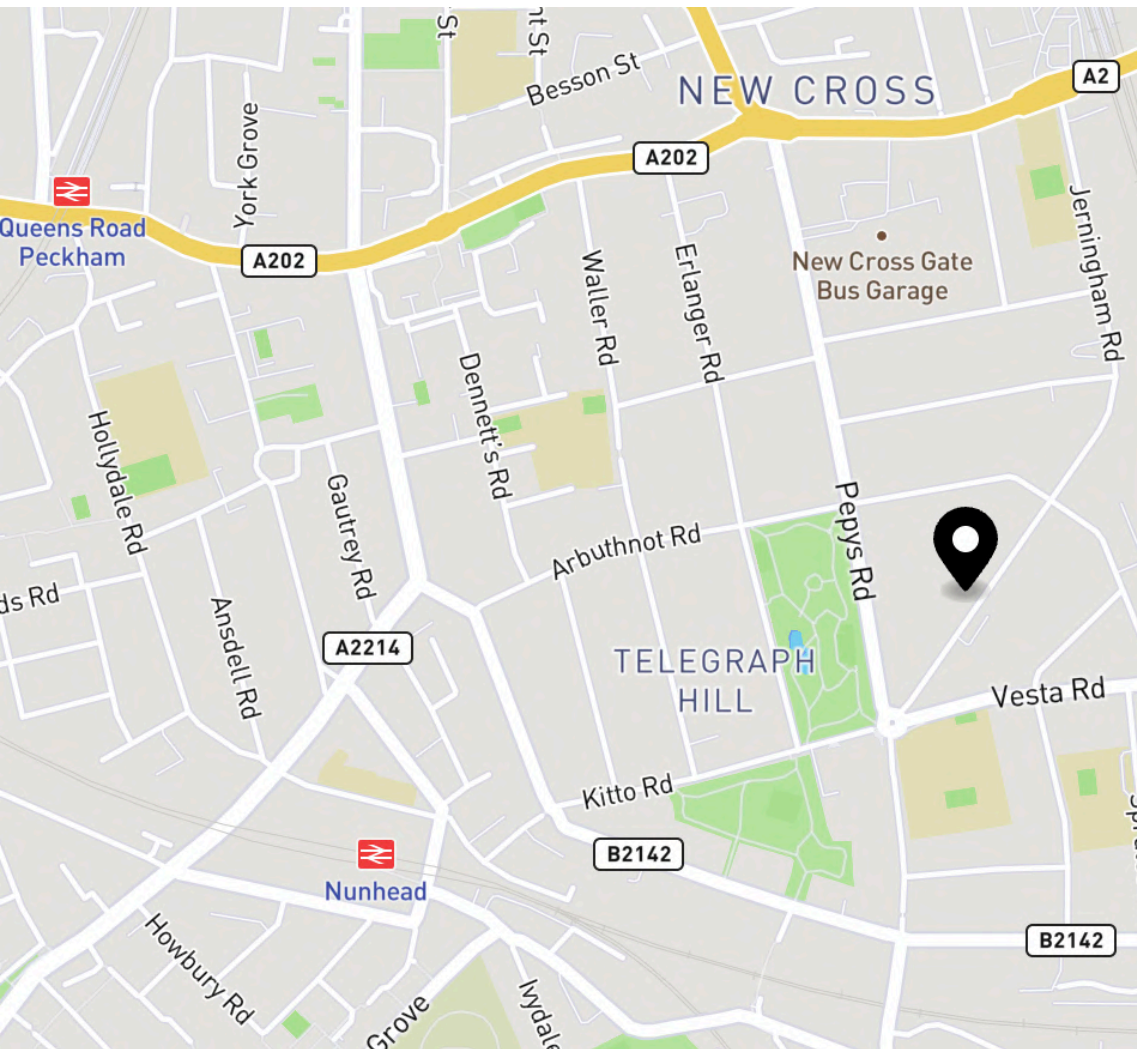 St
nt St
Besson St
NEW CROSS
A2
York Grove
A202
Queens Road
Peckham
A202
Jerningham Rd
Waller Rd
Erlanger Rd
New Cross Gate
Bus Garage
Dennett's Rd
Hollydale Rd
Gautrey Rd
Pepys Rd
Arbuthnot Rd
ds Rd
Ansdell Rd
A2214
TELEGRAPH
HILL
Vesta Rd
Kitto Rd
B2142
Nunhead
Howbury Rd
B2142
Grove
Ivydale